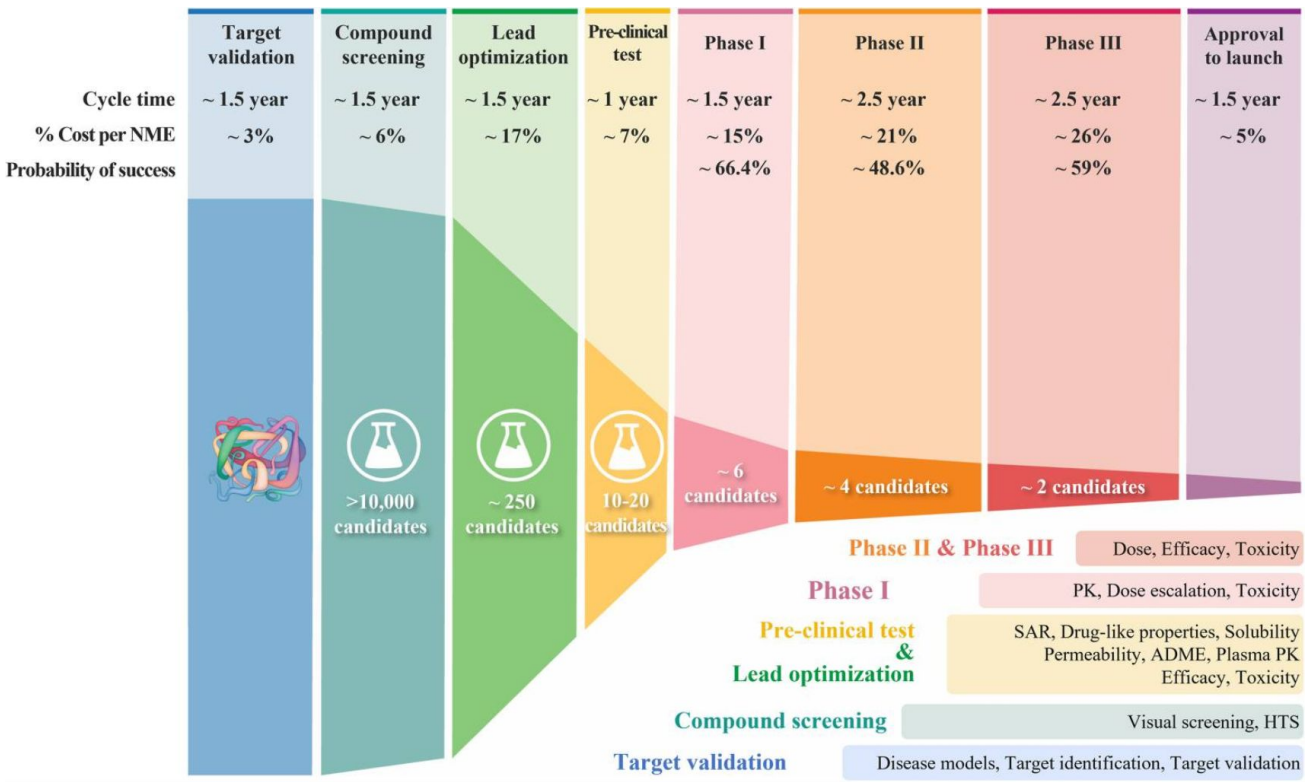 Target validation
Compound screening
Lead optimization
Pre-clinical test
Phase I
Phase II
Phase III
Approval to launch
Cycle time ~ 1.5 year ~ 1.5 year ~ 1.5 year ~ 1 year ~ 1.5 year ~ 2.5 year ~ 2.5 year ~ 1.5 year
% Cost per NME ~ 3% ~ 6% ~ 17% ~ 7% ~ 15% ~ 21% ~ 26% ~ 5%
Probability of success ~ 66.4% ~ 48.6% ~ 59%
>10,000
candidates
~ 250
candidates
10-20
candidates
~ 6
candidates
~ 4 candidates
~ 2 candidates
Phase II & Phase III Dose, Efficacy, Toxicity
Phase I PK, Dose escalation, Toxicity
Pre-clinical test
&
Lead optimization
SAR, Drug-like properties, Solubility
Permeability, ADME, Plasma PK
Efficacy, Toxicity
Compound screening Visual screening, HTS
Target validation Disease models, Target identification, Target validation